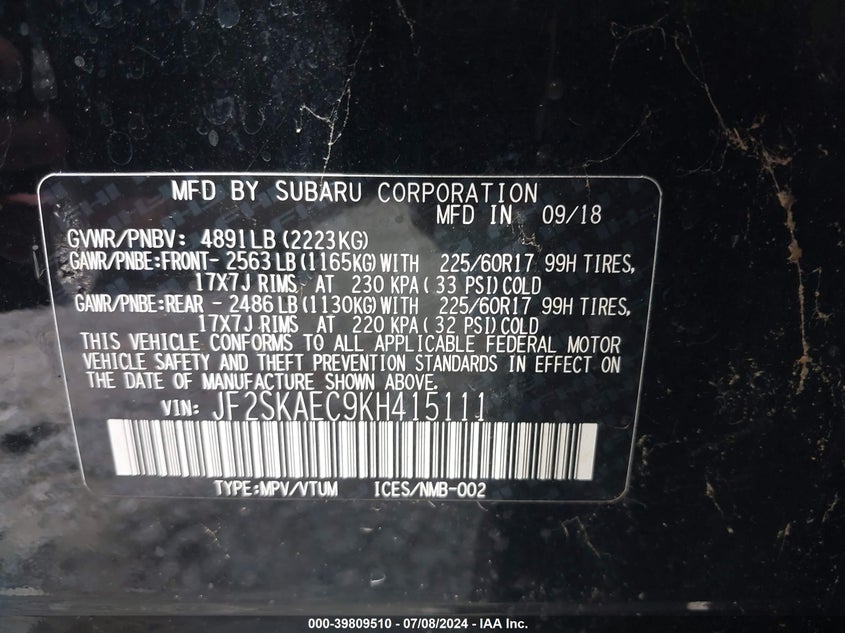 MFD BY SUBARU CORPORATION
MFD IN 09/18
GVWR/PNBV: 4891LB (2223KG)
GAWR/PNBE:FRONT- 2563 LB (1165KG) WITH 225/60R17 99H TIRES,
17X7J RIMS AT 230 KPA ( 33 PSI) COLD
GAWR/PNBE:REAR - 2486 LB (1130KG) WITH 225/60R17 99H TIRES,
17X7J RIMS AT 220 KPA ( 32 PSI) COLD
THIS VEHICLE CONFORMS TO ALL APPLICABLE FEDERAL MOTOR
VEHICLE SAFETY AND THEFT PREVENTION STANDARDS IN EFFECT ON
THE DATE OF MANUFACTURE SHOWN ABOVE.
VIN: JF2SKAEC9KH415111
TYPE:MPV/VTUM ICES/NMB-002
000-39809510 - 07/08/2024 - IAA Inc.